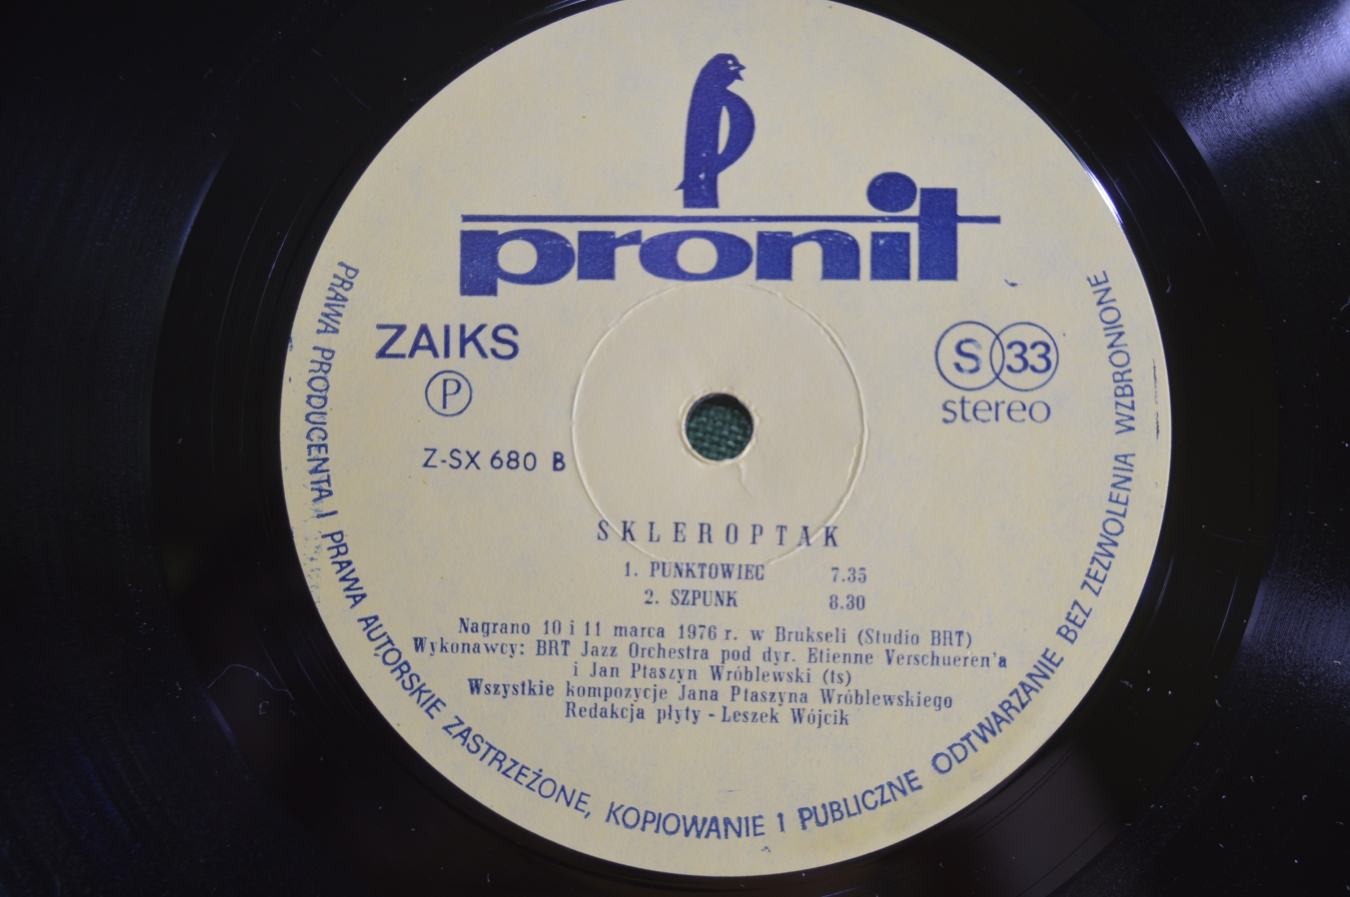 pronit
ZAIKS
P
S 33
stereo
Z-SX 680 B
SKLEROPTAK
1. PUNKTOWIEC 7.35
2. SZPUNK 8.30
Nagrano 10 i 11 marca 1976 r. w Brukseli (Studio BRT)
Wykonawcy: BRT Jazz Orchestra pod dyr. Etienne Verschueren'a
i Jan Ptaszyn Wróblewski (ts)
Wszystkie kompozycje Jana Ptaszyna Wróblewskiego
Redakcja płyty - Leszek Wójcik
PRAWA PRODUCENTA I PRAWA AUTORSKIE ZASTRZEŻONE, KOPIOWANIE I PUBLICZNE ODTWARZANIE BEZ ZEZWOLENIA WZBRONIONE